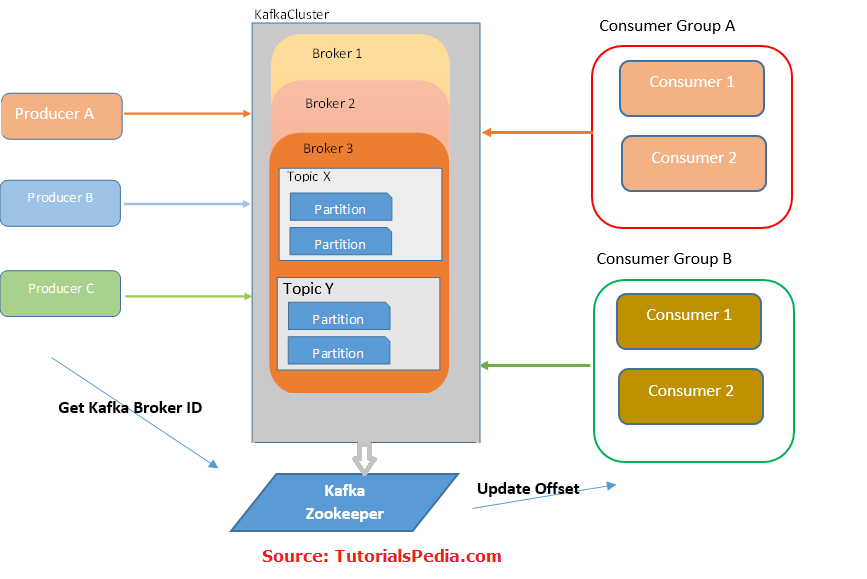 KafkaCluster
Consumer Group A
Broker 1
Consumer 1
Broker 2
Producer A
Broker 3
Consumer 2
Topic X
Producer B
Partition
Partition
Consumer Group B
Producer C
Topic Y
Consumer 1
Partition
Partition
Consumer 2
Get Kafka Broker ID
Kafka
Zookeeper
Update Offset
Source: TutorialsPedia.com